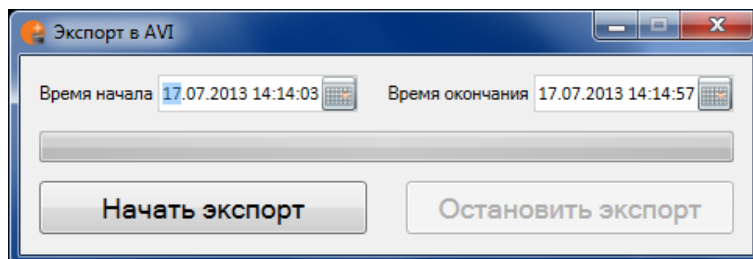 Экспорт в AVI
Время начала 17.07.2013 14:14:03 Время окончания 17.07.2013 14:14:57
Начать экспорт Остановить экспорт